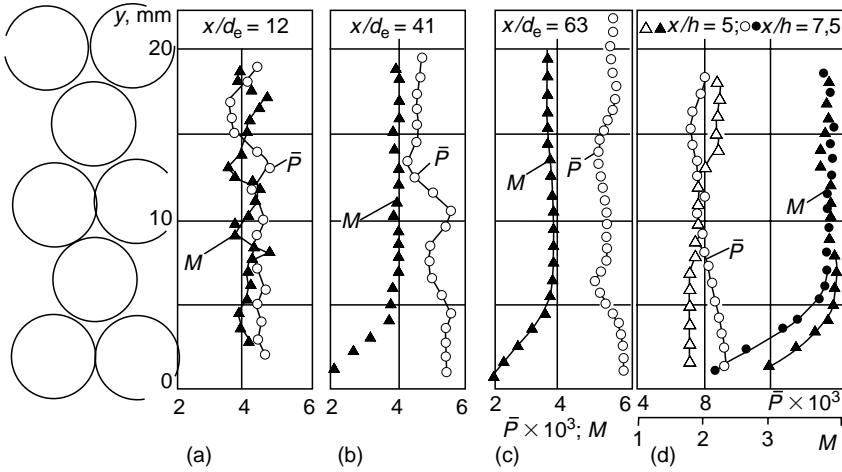 y, mm
x/dₑ = 12
x/dₑ = 41
x/dₑ = 63
△▲x/h = 5;○●x/h = 7,5
20
10
0
P̄
M
P̄
M
P̄
M
M
P̄
2 4 6
2 4 6
2 4 6
4 8 P̄ × 10³
P̄ × 10³; M
1 2 3 M
(a) (b) (c) (d)